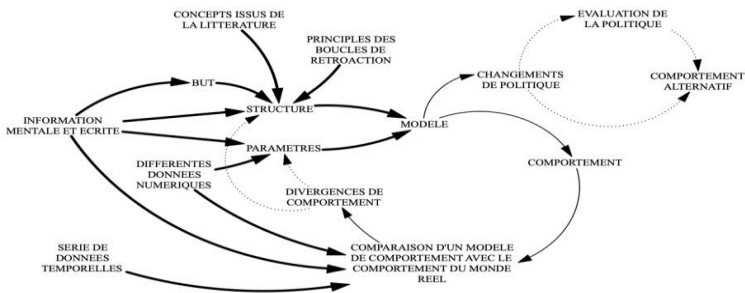 CONCEPTS ISSUS DE
LA LITTERATURE
EVALUATION DE
LA POLITIQUE
PRINCIPLES DES
BOUCLES DE
RETROACTION
CHANGEMENTS
DE POLITIQUE
COMPORTEMENT
ALTERNATIF
BUT
STRUCTURE
INFORMATION
MENTALE ET ECRITE
MODELE
PARAMETRES
COMPORTEMENT
DIFFERENTES
DONNEES
NUMERIQUES
DIVERGENCES DE
COMPORTEMENT
SERIE DE
DONNEES
TEMPORELLES
COMPARAISON D'UN MODELE
DE COMPORTEMENT AVEC LE
COMPORTEMENT DU MONDE
REEL